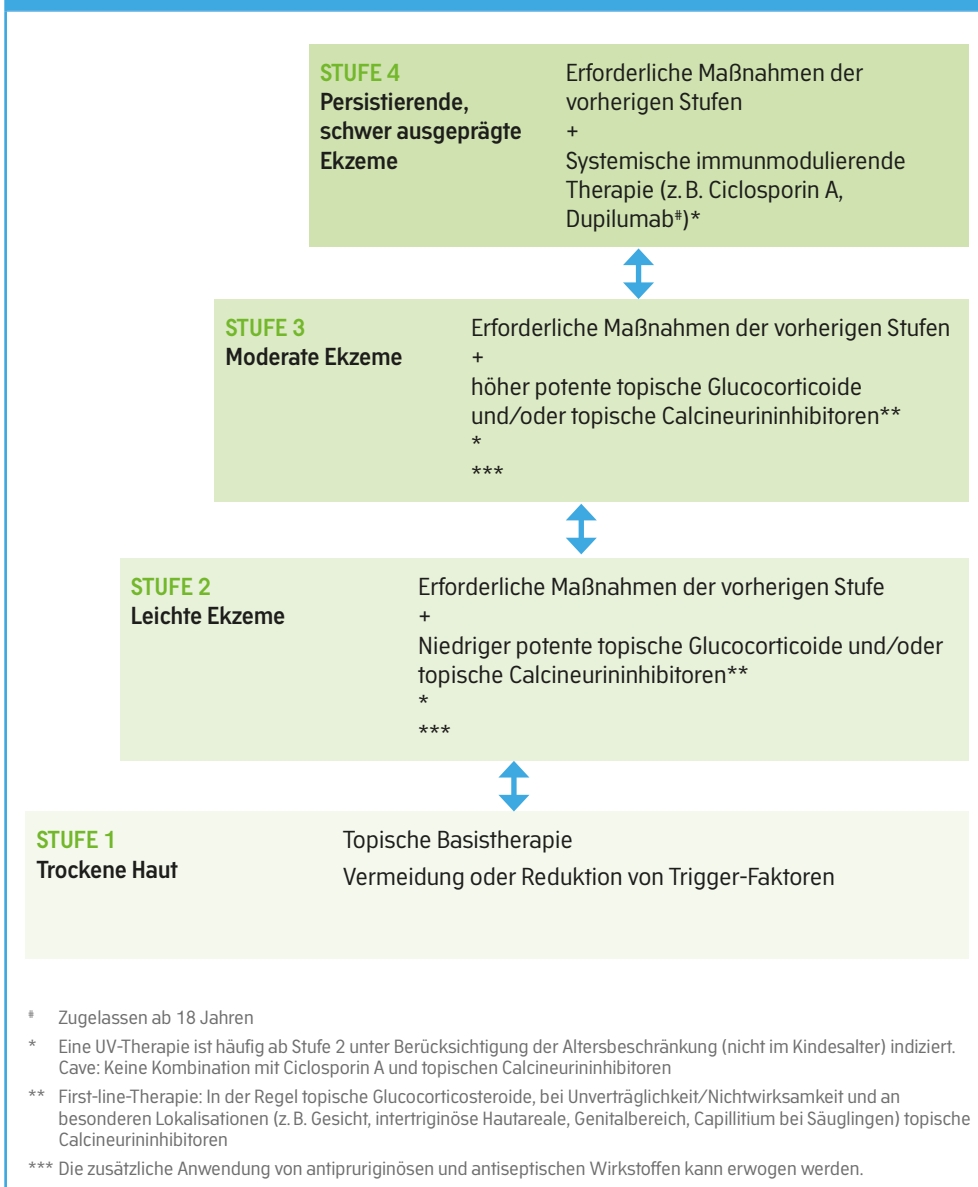 STUFE 4
Persistierende,
schwer ausgeprägte
Ekzeme
Erforderliche Maßnahmen der
vorherigen Stufen
+
Systemische immunmodulierende
Therapie (z. B. Ciclosporin A,
Dupilumab#)*
STUFE 3
Moderate Ekzeme
Erforderliche Maßnahmen der vorherigen Stufen
+
höher potente topische Glucocorticoide
und/oder topische Calcineurininhibitoren**
*
***
STUFE 2
Leichte Ekzeme
Erforderliche Maßnahmen der vorherigen Stufe
+
Niedriger potente topische Glucocorticoide und/oder
topische Calcineurininhibitoren**
*
***
STUFE 1
Trockene Haut
Topische Basistherapie
Vermeidung oder Reduktion von Trigger-Faktoren
# Zugelassen ab 18 Jahren
* Eine UV-Therapie ist häufig ab Stufe 2 unter Berücksichtigung der Altersbeschränkung (nicht im Kindesalter) indiziert.
Cave: Keine Kombination mit Ciclosporin A und topischen Calcineurininhibitoren
** First-line-Therapie: In der Regel topische Glucocorticosteroide, bei Unverträglichkeit/Nichtwirksamkeit und an
besonderen Lokalisationen (z. B. Gesicht, intertriginöse Hautareale, Genitalbereich, Capillitium bei Säuglingen) topische
Calcineurininhibitoren
*** Die zusätzliche Anwendung von antipruriginösen und antiseptischen Wirkstoffen kann erwogen werden.